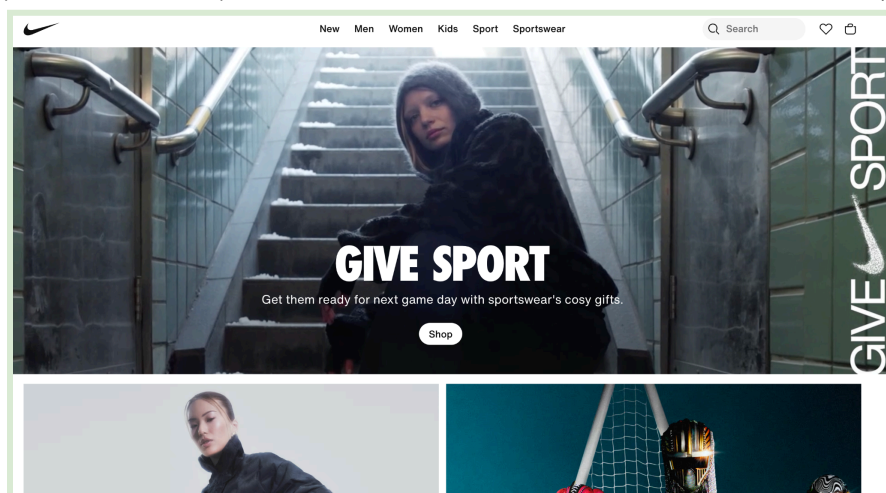 New Men Women Kids Sport Sportswear
Search
GIVE SPORT
Get them ready for next game day with sportswear's cosy gifts.
Shop
GIVE SPORT